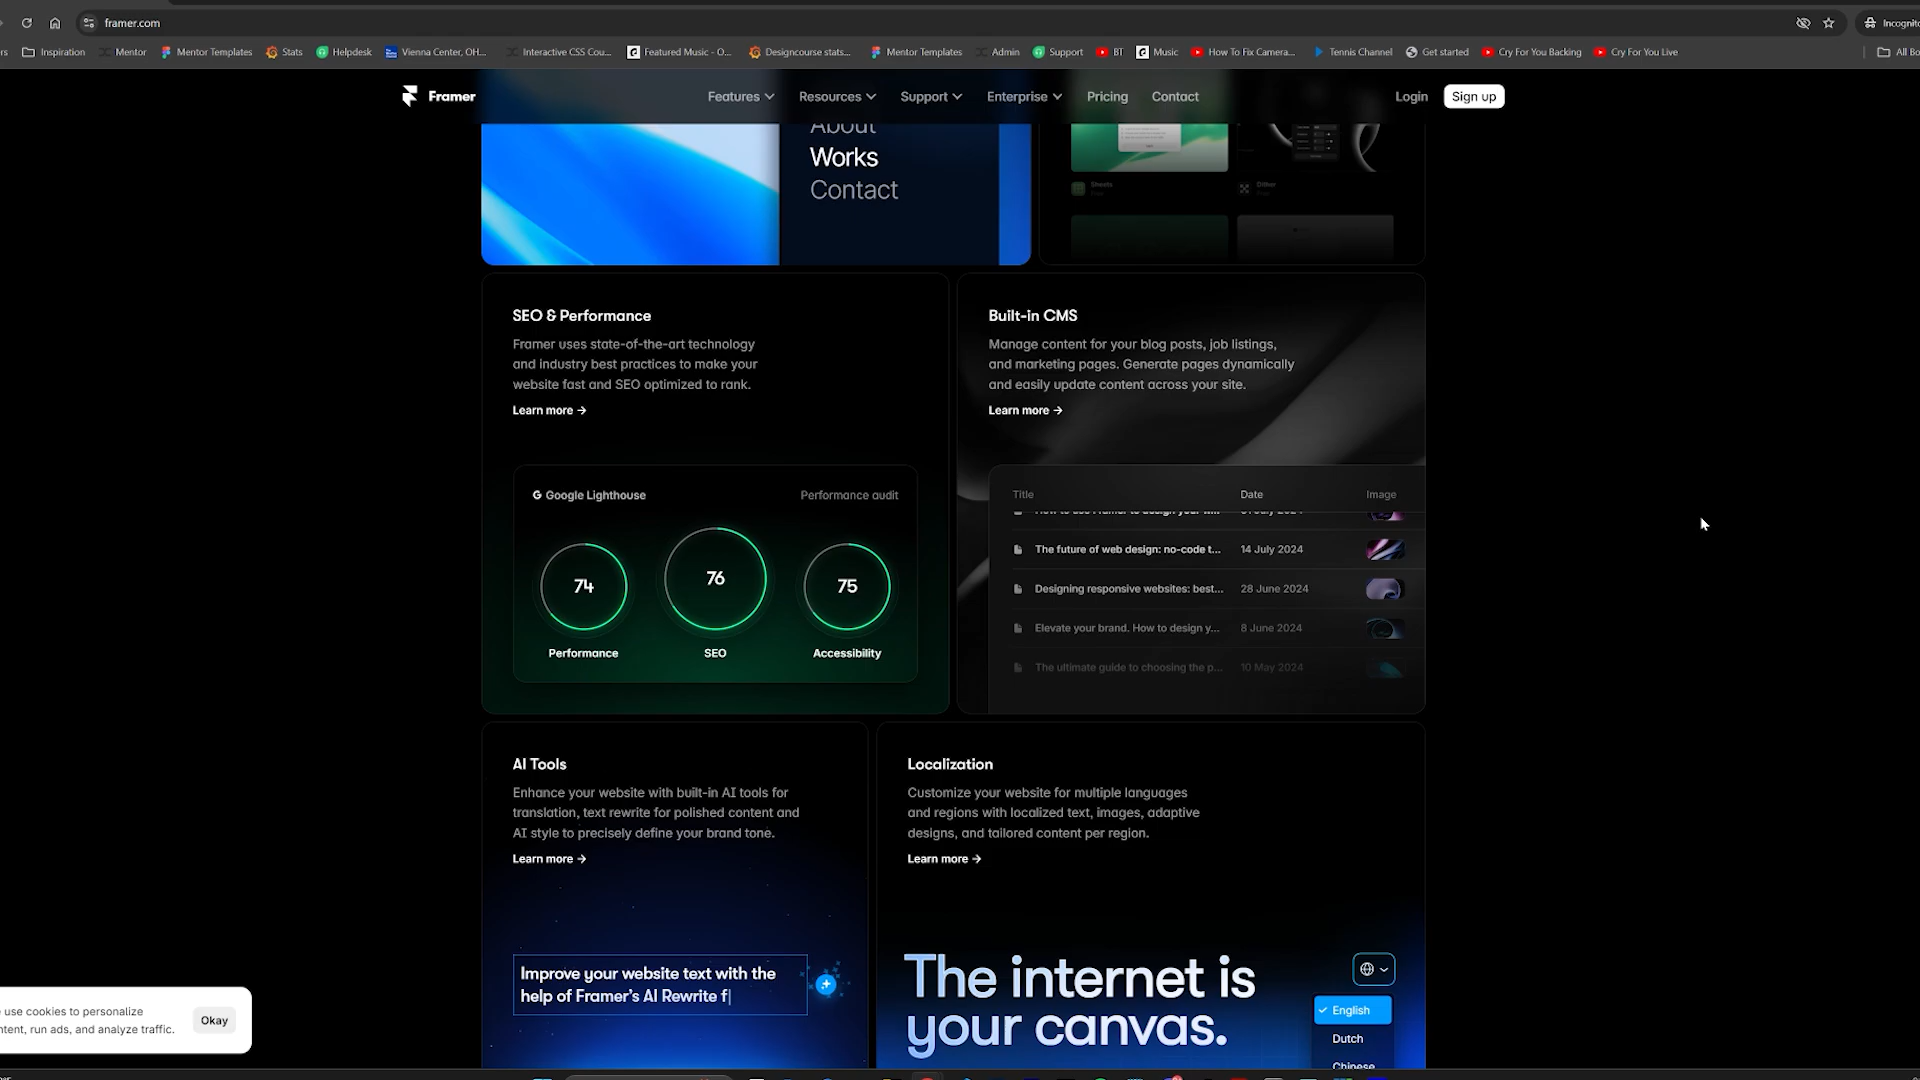 framer.com
Incognito
Inspiration
Mentor
Mentor Templates
Stats
Helpdesk
Vienna Center, OH...
Interactive CSS Cou...
Featured Music - O...
Designcourse stats...
Mentor Templates
Admin
Support
BT
Music
How To Fix Camera...
Tennis Channel
Get started
Cry For You Backing
Cry For You Live
All Bo
Framer
Features
Resources
Support
Enterprise
Pricing
Contact
Login
Sign up
About
Works
Contact
Sheets
Dither
SEO & Performance
Framer uses state-of-the-art technology
and industry best practices to make your
website fast and SEO optimized to rank.
Learn more →
Google Lighthouse
Performance audit
74
76
75
Performance
SEO
Accessibility
Built-in CMS
Manage content for your blog posts, job listings,
and marketing pages. Generate pages dynamically
and easily update content across your site.
Learn more →
Title
Date
Image
The future of web design: no-code t...
14 July 2024
Designing responsive websites: best...
28 June 2024
Elevate your brand. How to design y...
8 June 2024
The ultimate guide to choosing the p...
10 May 2024
AI Tools
Enhance your website with built-in AI tools for
translation, text rewrite for polished content and
AI style to precisely define your brand tone.
Learn more →
Improve your website text with the
help of Framer's AI Rewrite f
Localization
Customize your website for multiple languages
and regions with localized text, images, adaptive
designs, and tailored content per region.
Learn more →
The internet is
your canvas.
English
Dutch
Chinese
use cookies to personalize
ntent, run ads, and analyze traffic.
Okay